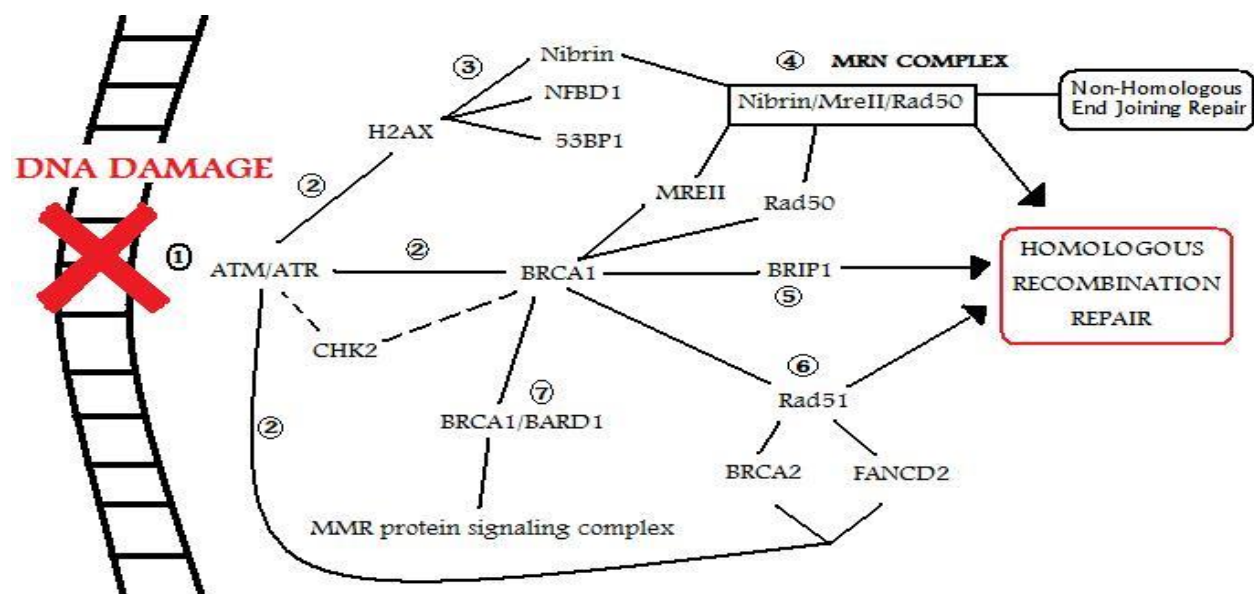 Nibrin
③
④ MRN COMPLEX
NFBD1
Nibrin/MreII/Rad50
Non-Homologous
End Joining Repair
H2AX
53BP1
DNA DAMAGE
②
MREII
Rad50
①
ATM/ATR
②
BRCA1
BRIP1
⑤
HOMOLOGOUS
RECOMBINATION
REPAIR
CHK2
⑥
Rad51
⑦
BRCA1/BARD1
②
BRCA2
FANCD2
MMR protein signaling complex